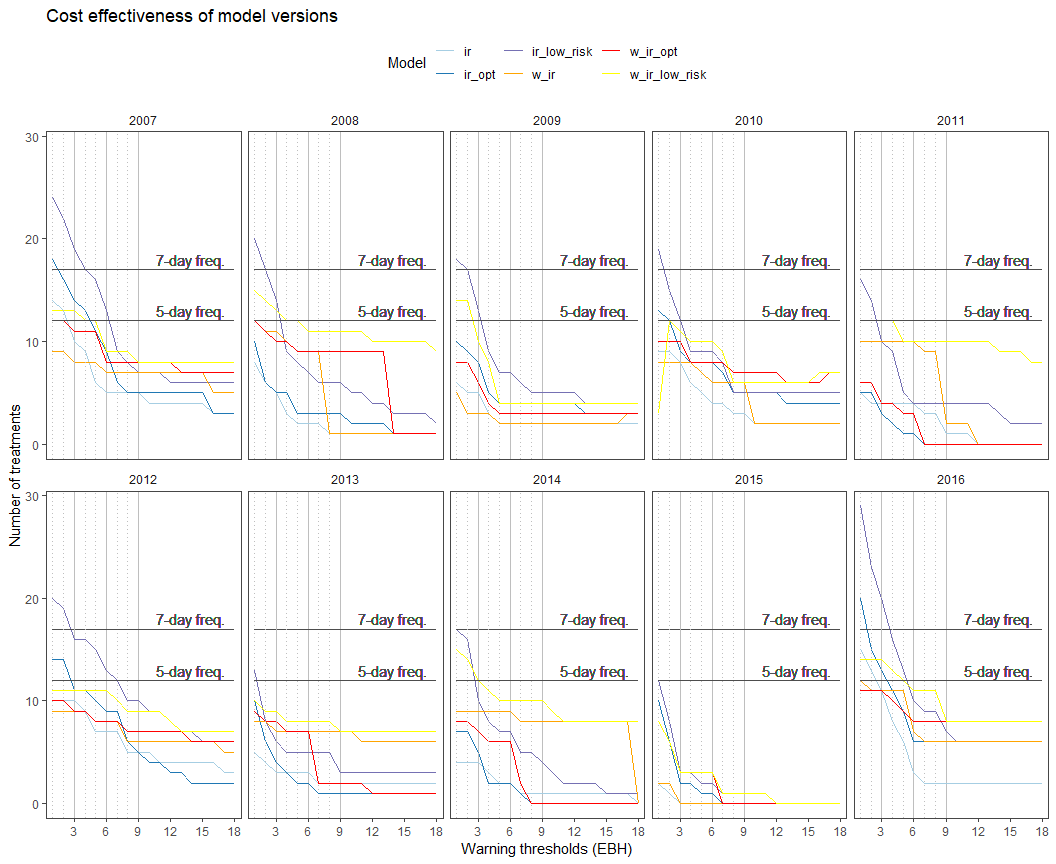 Cost effectiveness of model versions
Model
ir
ir_low_risk
w_ir_opt
ir_opt
w_ir
w_ir_low_risk
2007
2008
2009
2010
2011
30
20
10
0
7-day freq.
7-day freq.
7-day freq.
7-day freq.
7-day freq.
5-day freq.
5-day freq.
5-day freq.
5-day freq.
5-day freq.
Number of treatments
2012
2013
2014
2015
2016
30
20
10
0
7-day freq.
7-day freq.
7-day freq.
7-day freq.
7-day freq.
5-day freq.
5-day freq.
5-day freq.
5-day freq.
5-day freq.
3 6 9 12 15 18
3 6 9 12 15 18
3 6 9 12 15 18
3 6 9 12 15 18
3 6 9 12 15 18
Warning thresholds (EBH)